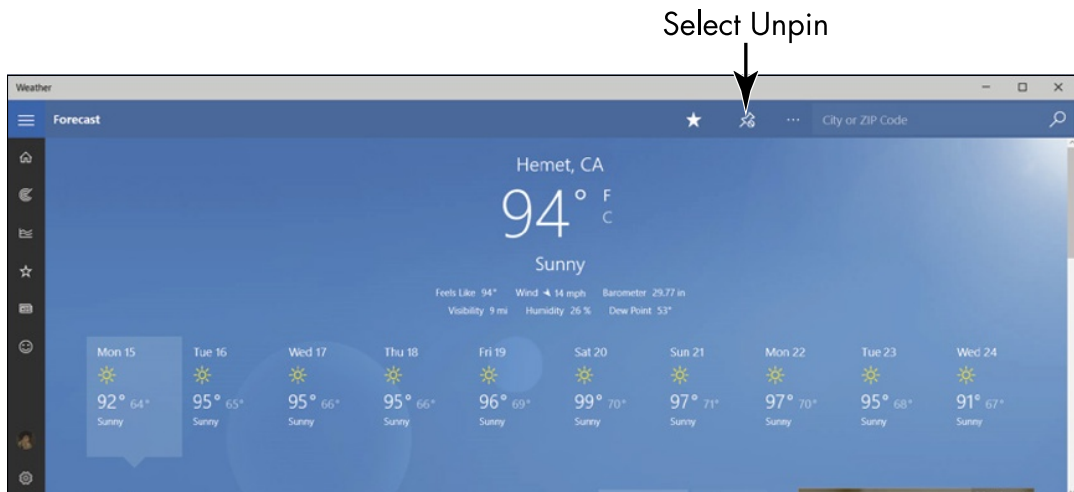 Select Unpin
Weather
Forecast
City or ZIP Code
Hemet, CA
94° F
C
Sunny
Feels Like 94° Wind 14 mph Barometer 29.77 in
Visibility 9 mi Humidity 26 % Dew Point 53°
Mon 15 Tue 16 Wed 17 Thu 18 Fri 19 Sat 20 Sun 21 Mon 22 Tue 23 Wed 24
92° 64° 95° 65° 95° 66° 95° 66° 96° 69° 99° 70° 97° 71° 97° 70° 95° 68° 91° 67°
Sunny Sunny Sunny Sunny Sunny Sunny Sunny Sunny Sunny Sunny